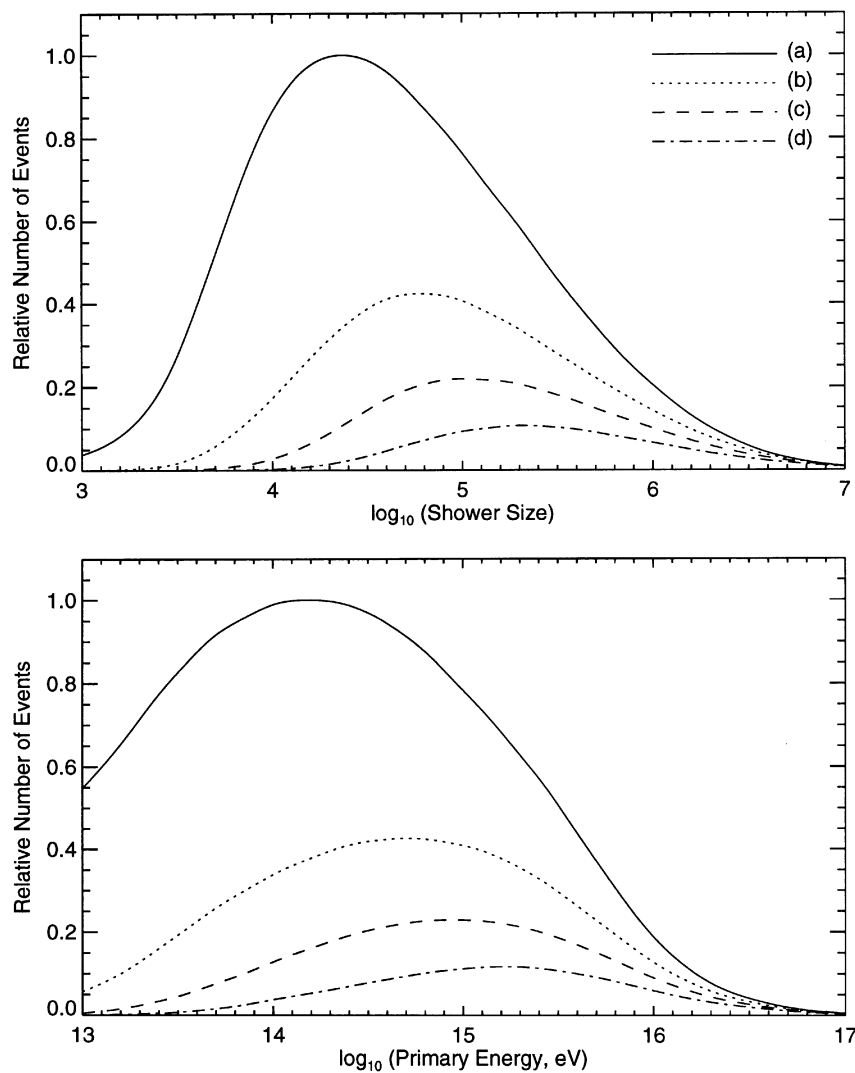 1.0
0.8
0.6
0.4
0.2
0.0
Relative Number of Events
(a)
(b)
(c)
(d)
3 4 5 6 7
log₁₀ (Shower Size)
1.0
0.8
0.6
0.4
0.2
0.0
Relative Number of Events
13 14 15 16 17
log₁₀ (Primary Energy, eV)